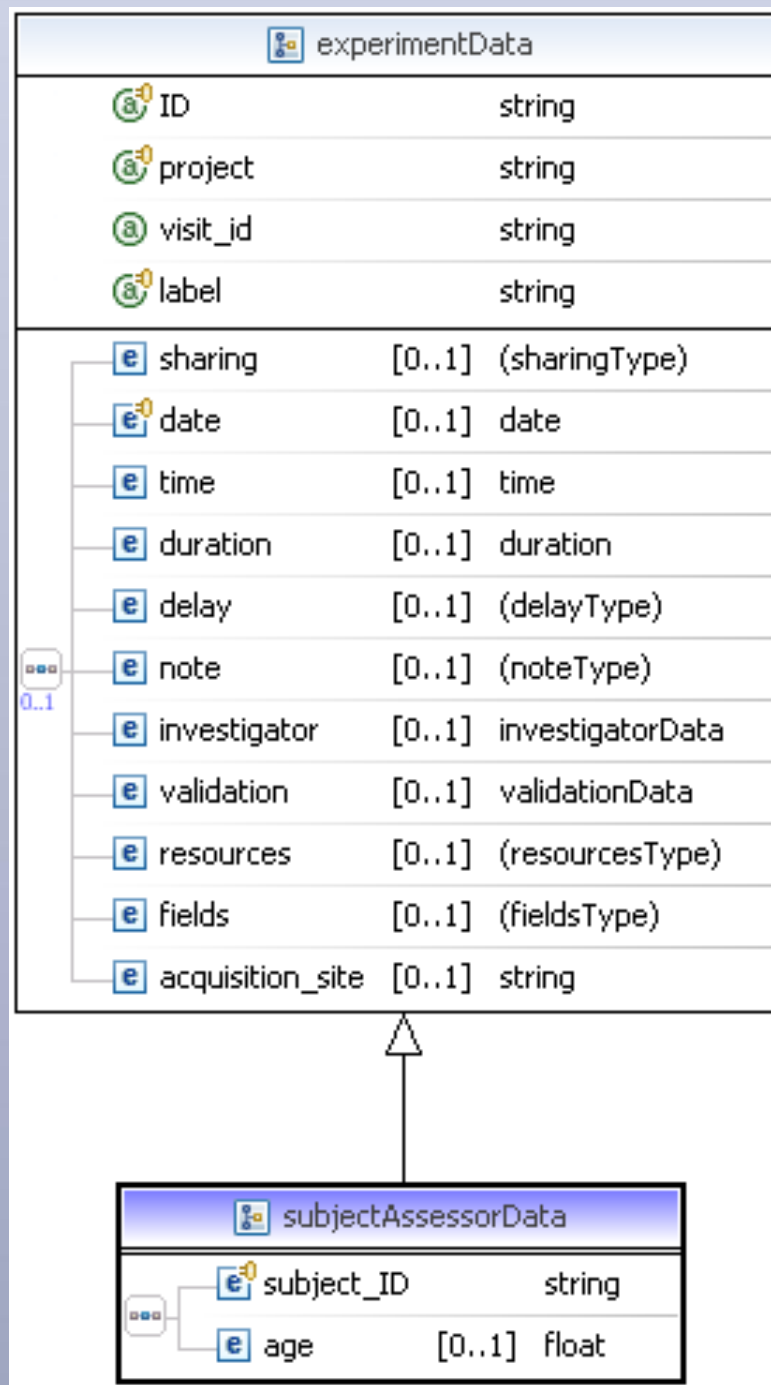 experimentData
ID string
project string
visit_id string
label string
sharing [0..1] (sharingType)
date [0..1] date
time [0..1] time
duration [0..1] duration
delay [0..1] (delayType)
note [0..1] (noteType)
0..1
investigator [0..1] investigatorData
validation [0..1] validationData
resources [0..1] (resourcesType)
fields [0..1] (fieldsType)
acquisition_site [0..1] string
subjectAssessorData
subject_ID string
age [0..1] float